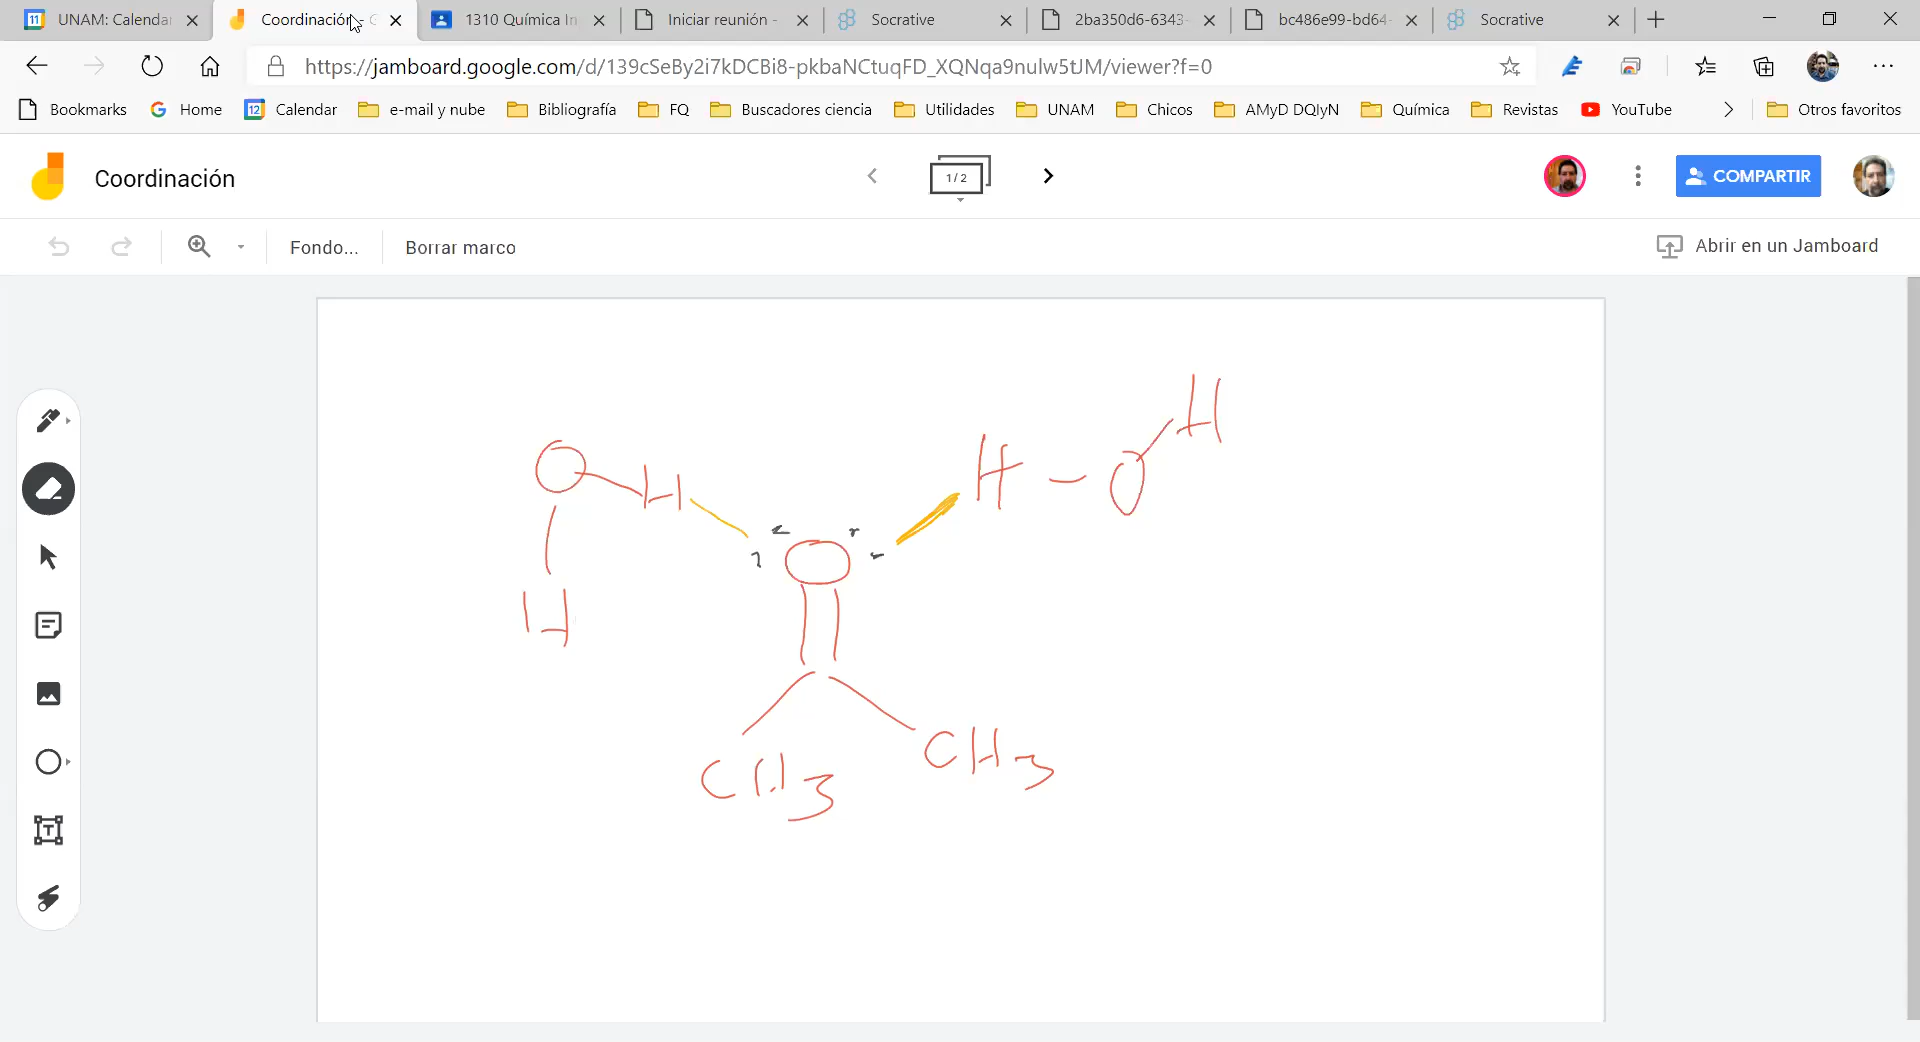 UNAM: Calenda
Coordinación - G
1310 Química In
Iniciar reunión -
Socrative
2ba350d6-6343-
bc486e99-bd64-
Socrative
https://jamboard.google.com/d/139cSeBy2i7kDCBi8-pkbaNCtuqFD_XQNqa9nulw5tJM/viewer?f=0
Bookmarks
Home
Calendar
e-mail y nube
Bibliografía
FQ
Buscadores ciencia
Utilidades
UNAM
Chicos
AMyD DQIyN
Química
Revistas
YouTube
Otros favoritos
Coordinación
1 / 2
COMPARTIR
Fondo...
Borrar marco
Abrir en un Jamboard
H
O H
H - O
O
H
CH3
CH3